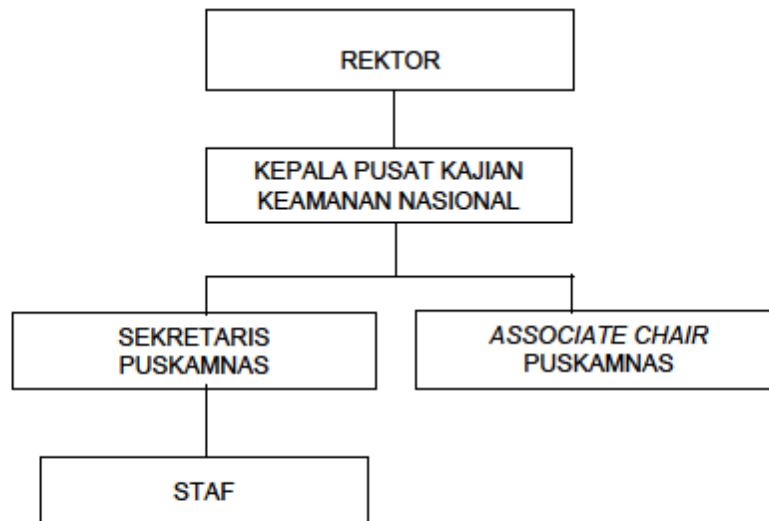 REKTOR
KEPALA PUSAT KAJIAN
KEAMANAN NASIONAL
SEKRETARIS
PUSKAMNAS
ASSOCIATE CHAIR
PUSKAMNAS
STAF